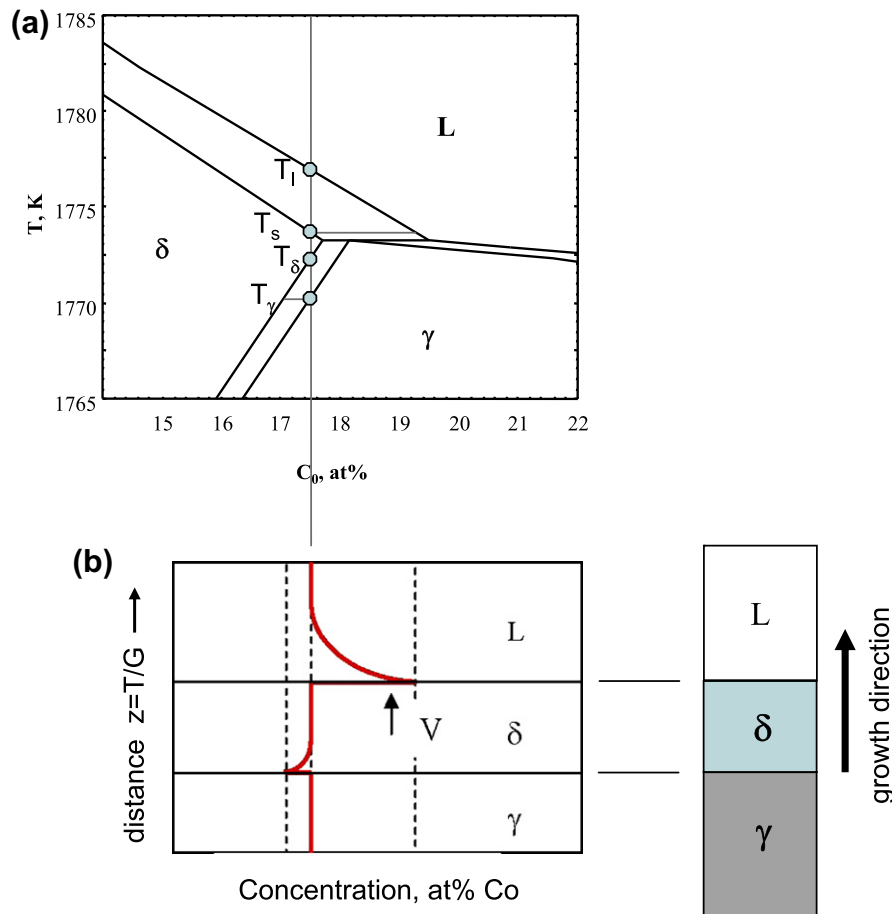 (a)
1785
1780
1775
1770
1765
T, K
L
T_l
T_s
T_δ
T_γ
δ
γ
15 16 17 18 19 20 21 22
C_0, at%
(b)
distance z=T/G
L
V
δ
γ
Concentration, at% Co
L
δ
γ
growth direction